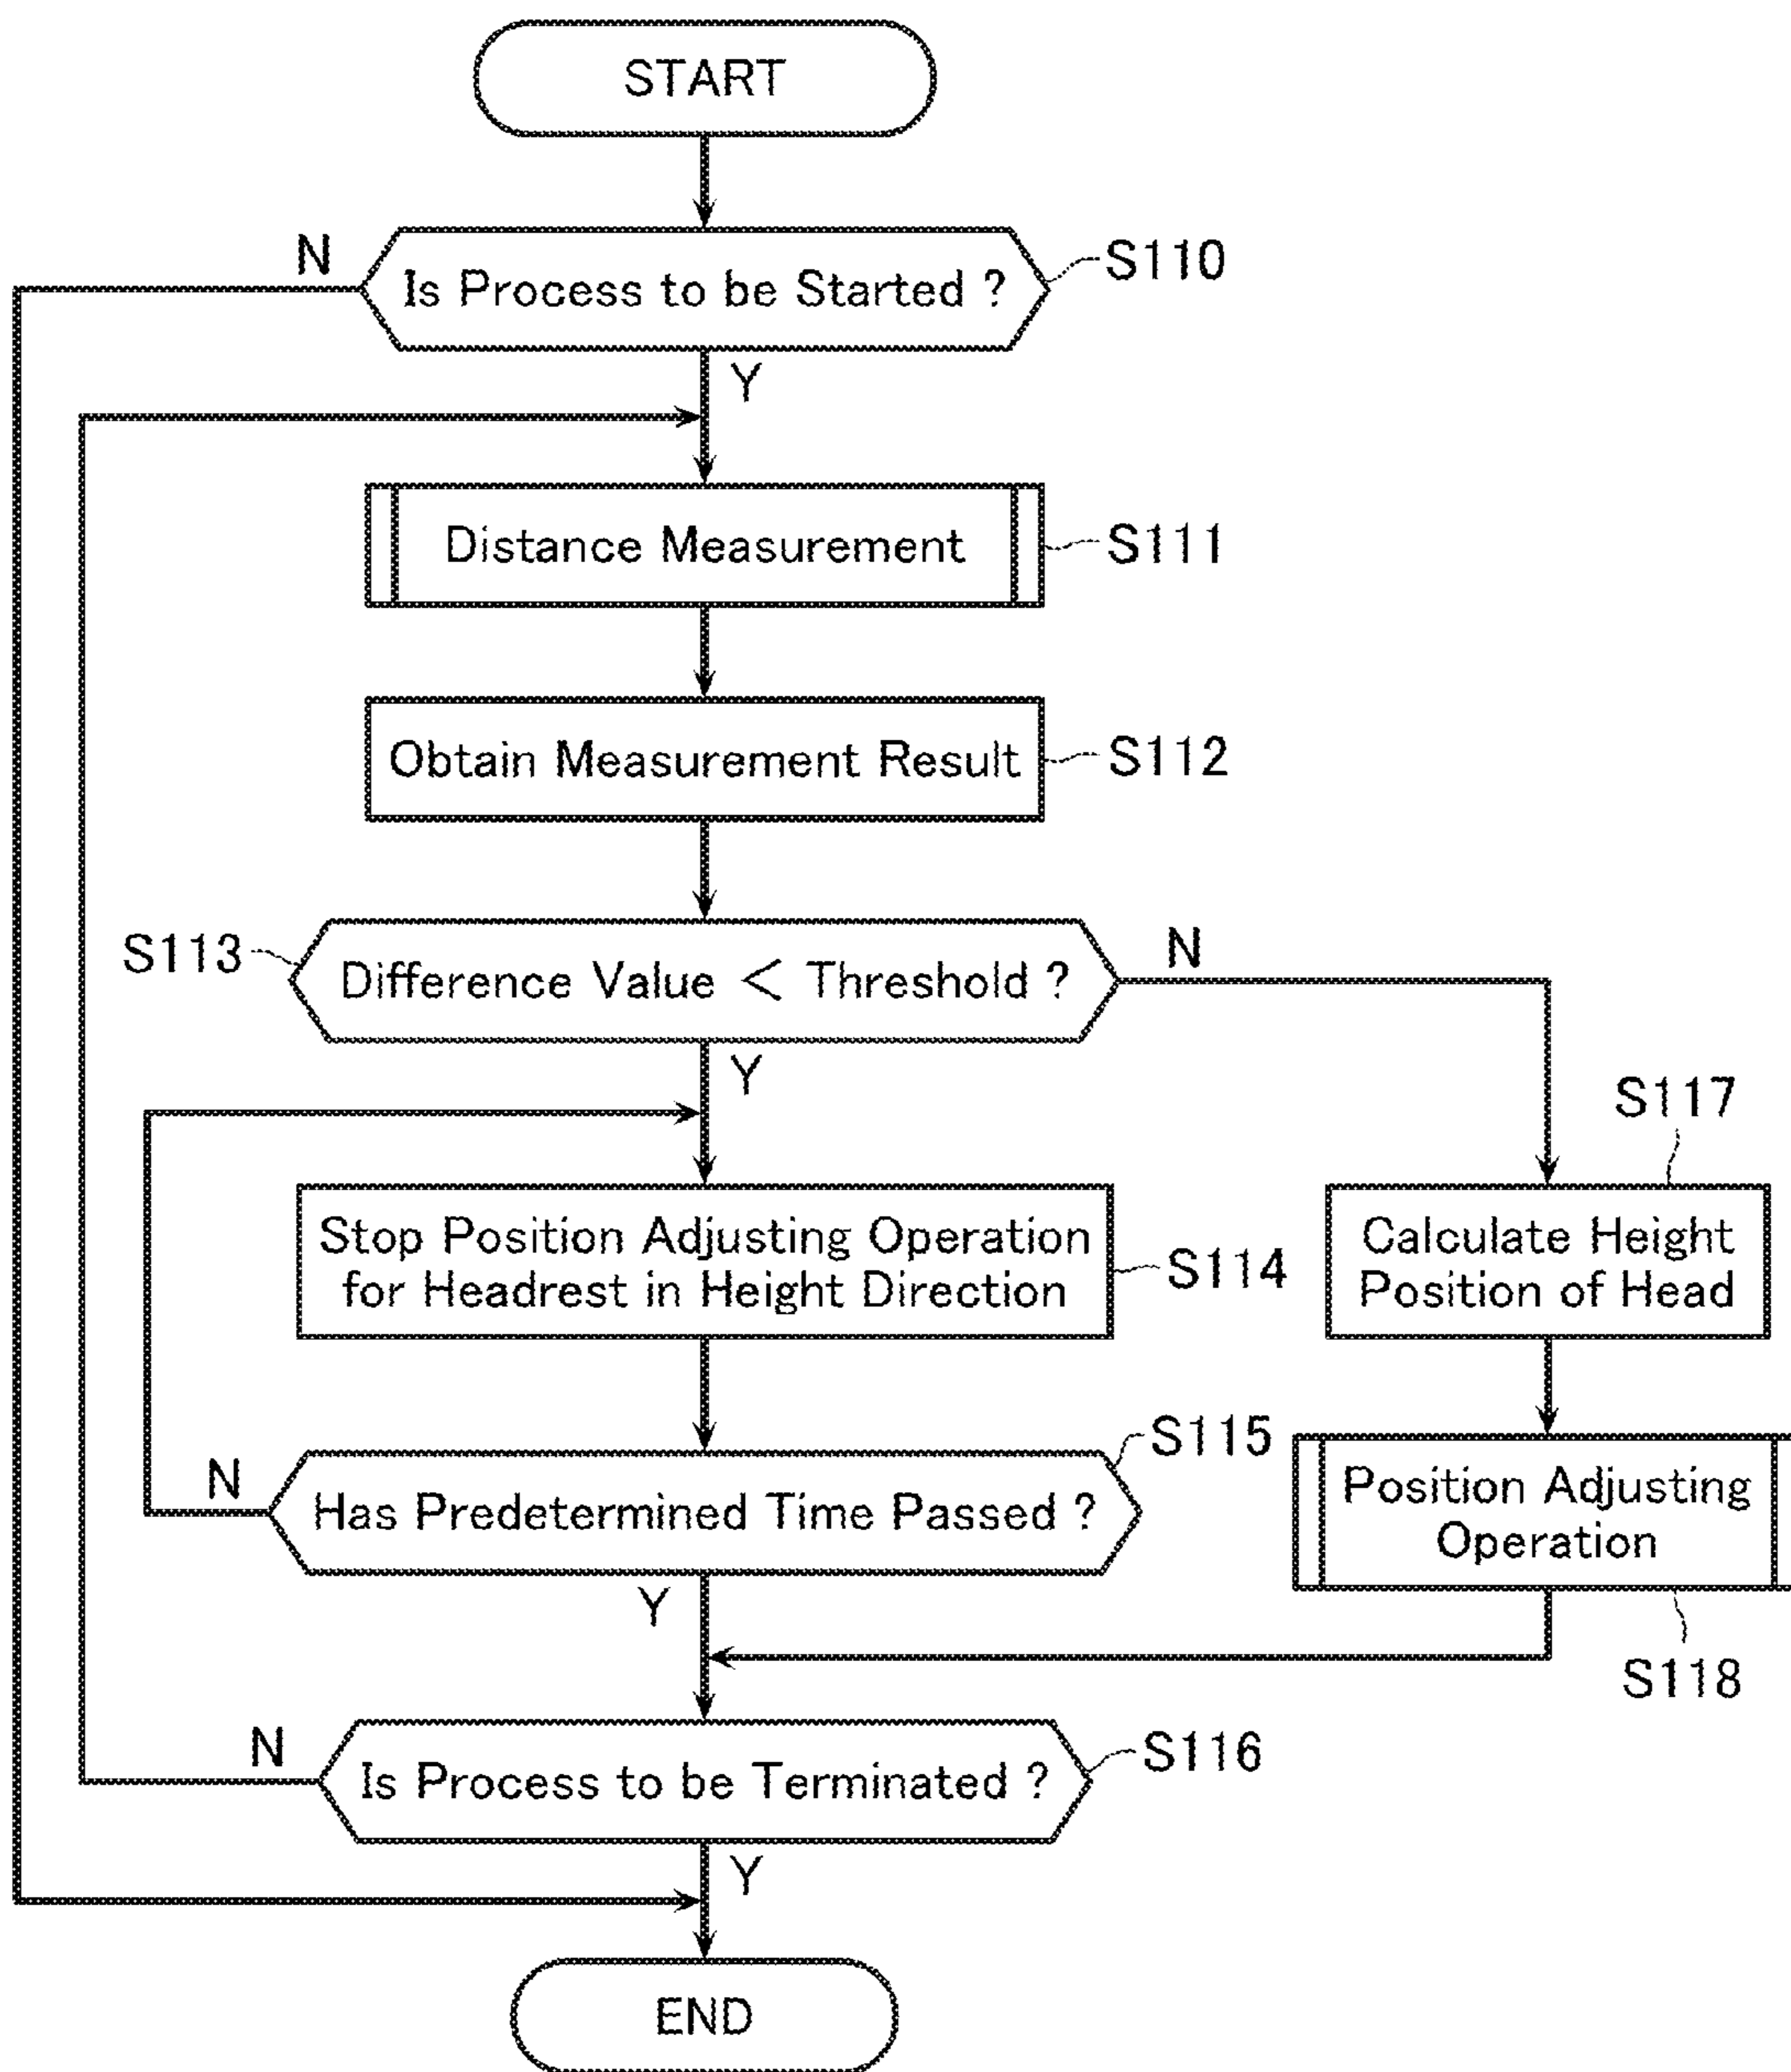 START
N
Is Process to be Started ?
S110
Y
Distance Measurement
S111
Obtain Measurement Result
S112
S113
Difference Value < Threshold ?
N
Y
S117
Stop Position Adjusting Operation
for Headrest in Height Direction
S114
Calculate Height
Position of Head
S115
N
Has Predetermined Time Passed ?
Position Adjusting
Operation
Y
S118
N
Is Process to be Terminated ?
S116
Y
END